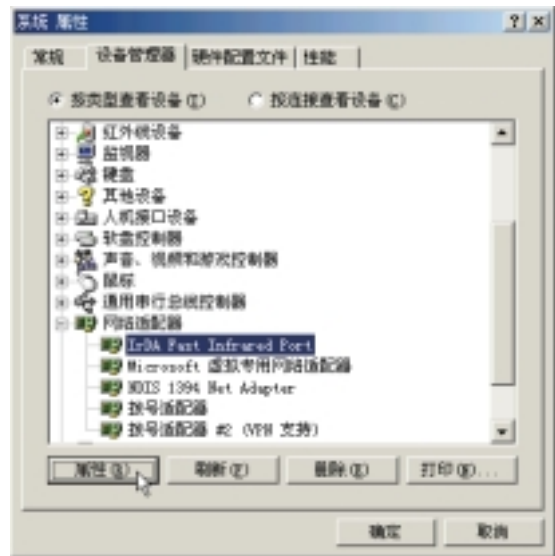 系统 属性
常规 设备管理器 硬件配置文件 性能
按类型查看设备(T) 按连接查看设备(C)
红外线设备
监视器
键盘
其他设备
人机接口设备
软盘控制器
声音、视频和游戏控制器
鼠标
通用串行总线控制器
网络适配器
IrDA Fast Infrared Port
Microsoft 虚拟专用网络适配器
NDIS 1394 Net Adapter
拨号适配器
拨号适配器 #2 (VPN 支持)
属性(R) 刷新(F) 删除(E) 打印(N)...
确定 取消